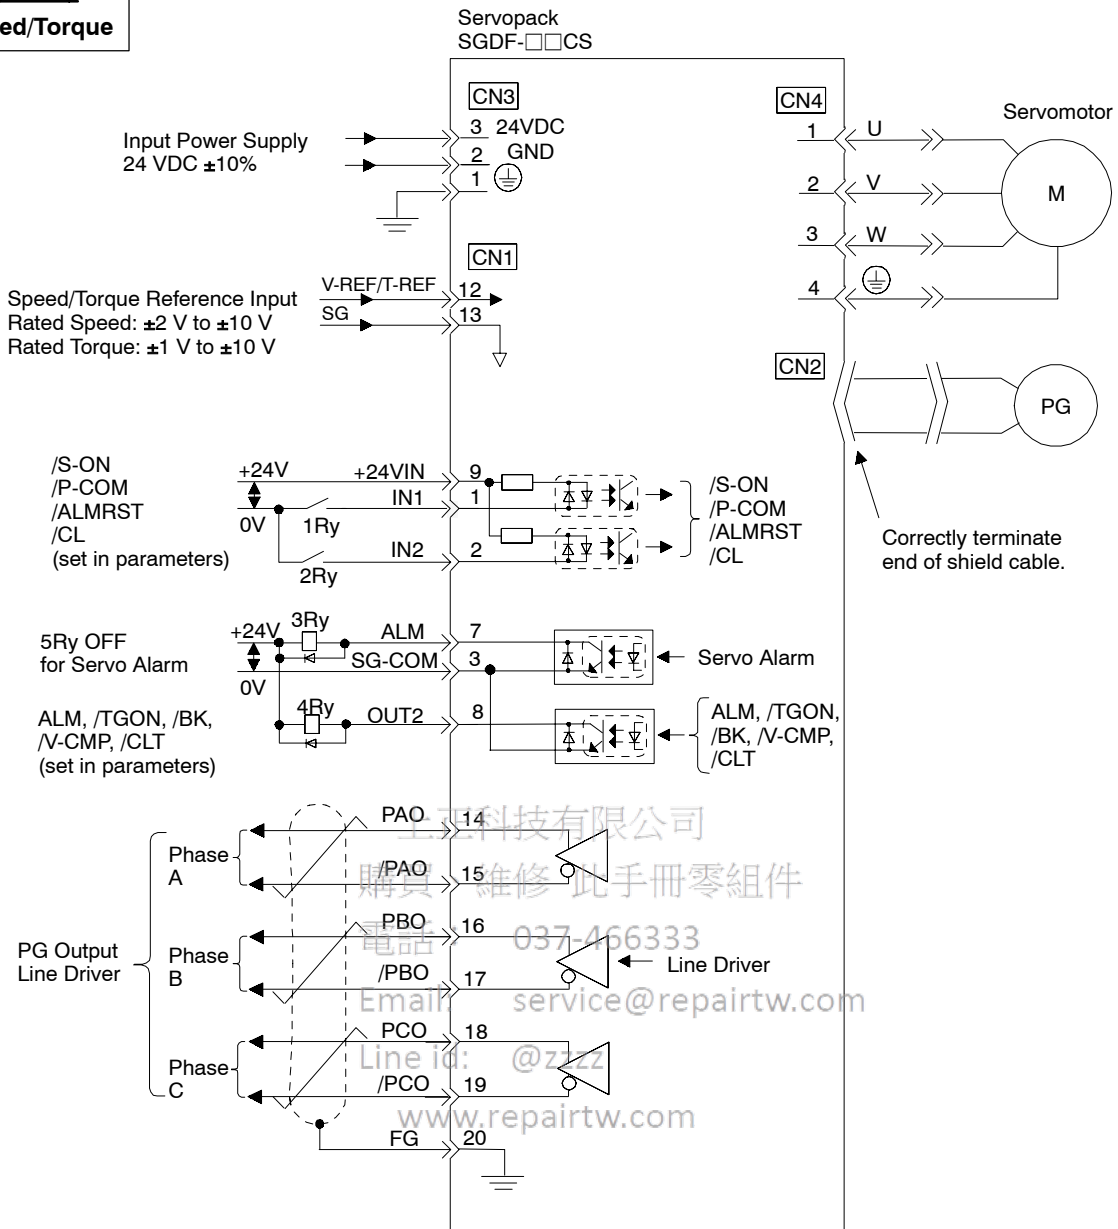 ed/Torque
Servopack
SGDF-□□CS
CN3
3 24VDC
2 GND
1
Input Power Supply
24 VDC ±10%
CN4
Servomotor
1 U
2 V
3 W
4
M
CN1
V-REF/T-REF 12
SG 13
Speed/Torque Reference Input
Rated Speed: ±2 V to ±10 V
Rated Torque: ±1 V to ±10 V
CN2
PG
Correctly terminate
end of shield cable.
/S-ON
/P-COM
/ALMRST
/CL
(set in parameters)
+24V
0V
+24VIN 9
IN1 1
1Ry
IN2 2
2Ry
/S-ON
/P-COM
/ALMRST
/CL
5Ry OFF
for Servo Alarm
+24V
0V
3Ry
ALM 7
SG-COM 3
4Ry
OUT2 8
Servo Alarm
ALM, /TGON, /BK,
/V-CMP, /CLT
(set in parameters)
ALM, /TGON,
/BK, /V-CMP,
/CLT
PG Output
Line Driver
Phase
A
PAO 14
/PAO 15
Phase
B
PBO 16
/PBO 17
Line Driver
Phase
C
PCO 18
/PCO 19
FG 20
上正科技有限公司
購買、維修 此手冊零組件
電話: 037-466333
Email: service@repairtw.com
Line id: @zzzz
www.repairtw.com